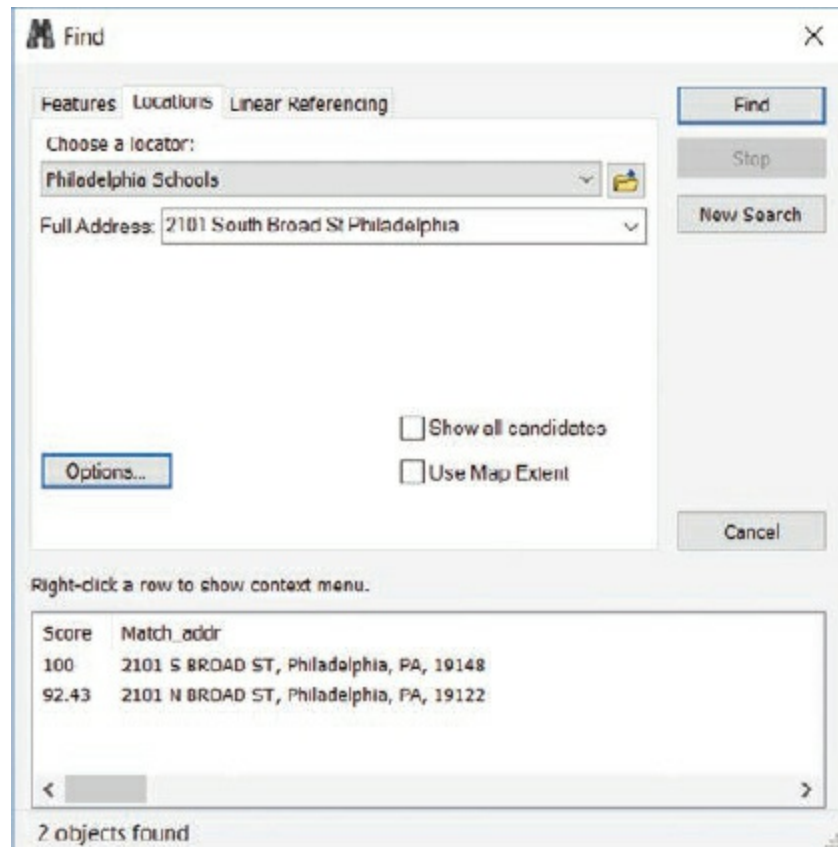 Find
Features Locations Linear Referencing
Find
Choose a locator:
Stop
Philadelphia Schools
New Search
Full Address: 2101 South Broad St Philadelphia
Show all candidates
Options...
Use Map Extent
Cancel
Right-click a row to show context menu.
Score Match_addr
100 2101 S BROAD ST, Philadelphia, PA, 19148
92.43 2101 N BROAD ST, Philadelphia, PA, 19122
2 objects found